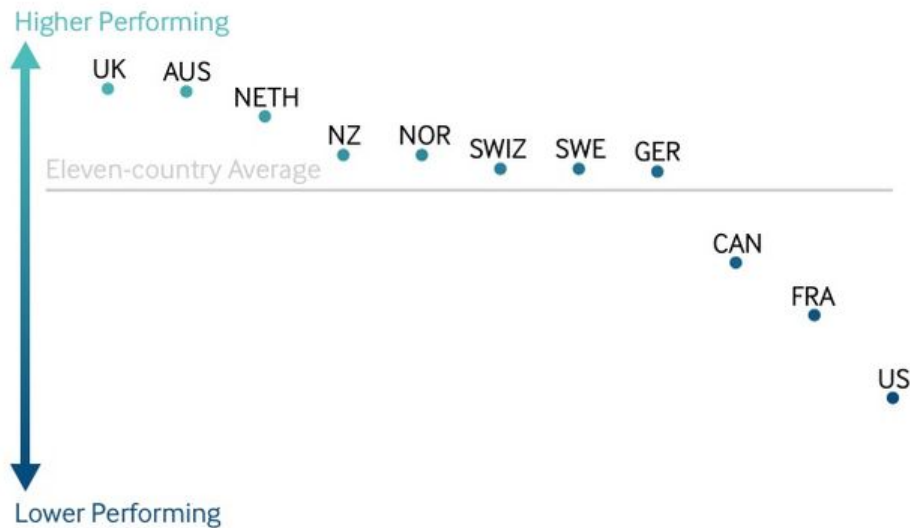 Higher Performing
UK
AUS
NETH
NZ
NOR
SWIZ
SWE
GER
Eleven-country Average
CAN
FRA
US
Lower Performing